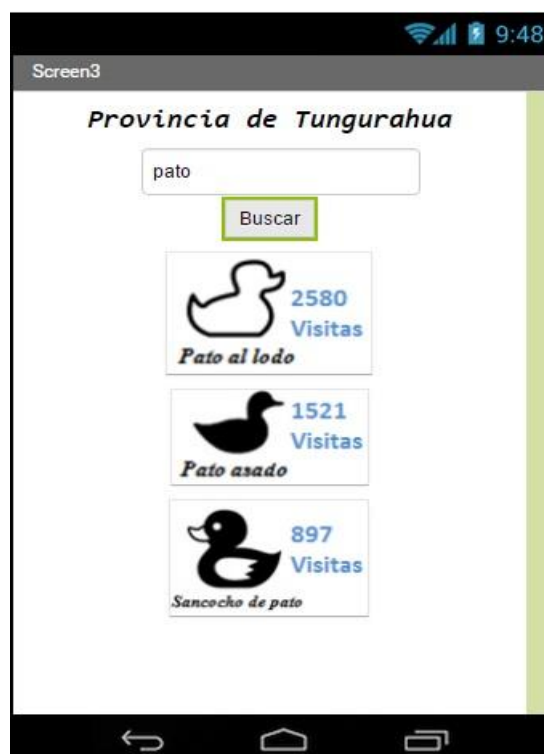 9:48
Screen3
Provincia de Tungurahua
pato
Buscar
2580
Visitas
Pato al lodo
1521
Visitas
Pato asado
897
Visitas
Sancocho de pato